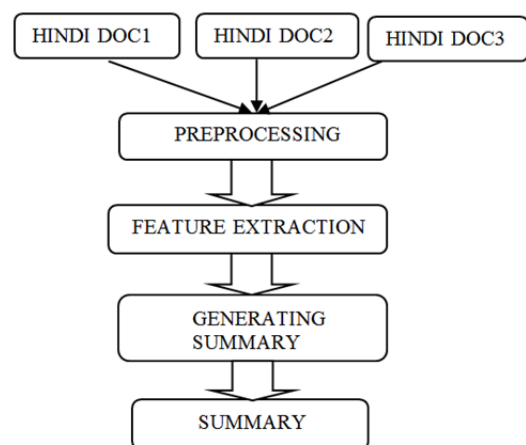 HINDI DOC1
HINDI DOC2
HINDI DOC3
PREPROCESSING
FEATURE EXTRACTION
GENERATING
SUMMARY
SUMMARY